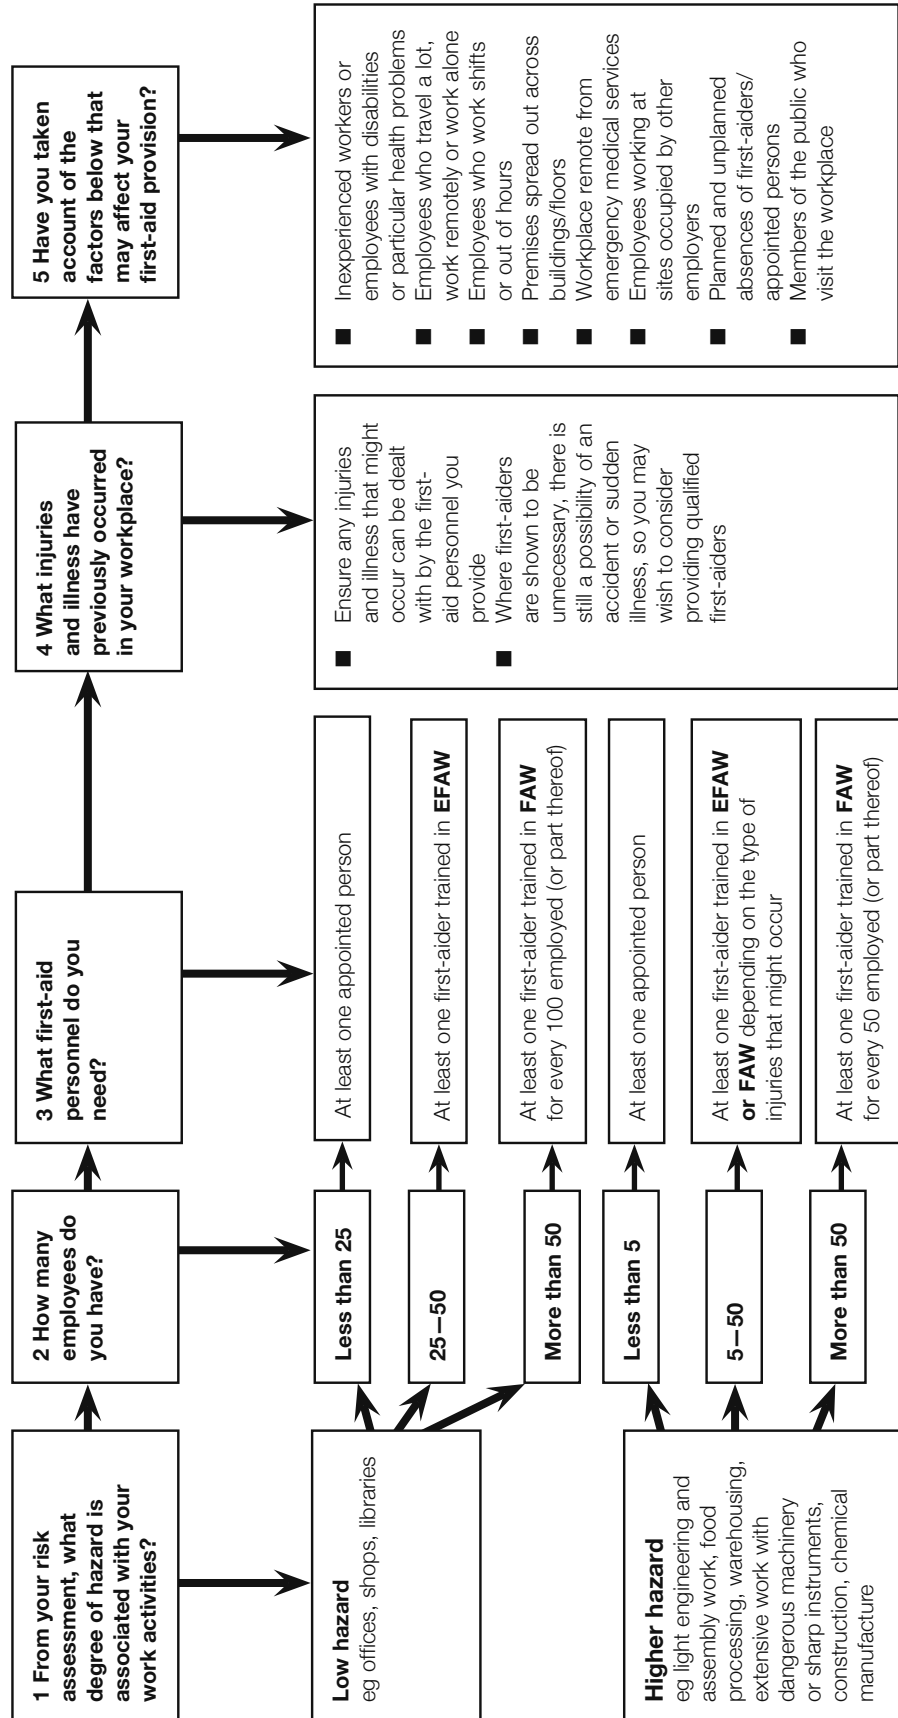 1 From your risk
assessment, what
degree of hazard is
associated with your
work activities?
2 How many
employees do
you have?
3 What first-aid
personnel do you
need?
4 What injuries
and illness have
previously occurred
in your workplace?
5 Have you taken
account of the
factors below that
may affect your
first-aid provision?
Low hazard
eg offices, shops, libraries
Less than 25
At least one appointed person
25–50
At least one first-aider trained in EFAW
More than 50
At least one first-aider trained in FAW
for every 100 employed (or part thereof)
Higher hazard
eg light engineering and
assembly work, food
processing, warehousing,
extensive work with
dangerous machinery
or sharp instruments,
construction, chemical
manufacture
Less than 5
At least one appointed person
5–50
At least one first-aider trained in EFAW
or FAW depending on the type of
injuries that might occur
More than 50
At least one first-aider trained in FAW
for every 50 employed (or part thereof)
■ Ensure any injuries
and illness that might
occur can be dealt
with by the first-
aid personnel you
provide
■ Where first-aiders
are shown to be
unnecessary, there is
still a possibility of an
accident or sudden
illness, so you may
wish to consider
providing qualified
first-aiders
■ Inexperienced workers or
employees with disabilities
or particular health problems
■ Employees who travel a lot,
work remotely or work alone
■ Employees who work shifts
or out of hours
■ Premises spread out across
buildings/floors
■ Workplace remote from
emergency medical services
■ Employees working at
sites occupied by other
employers
■ Planned and unplanned
absences of first-aiders/
appointed persons
■ Members of the public who
visit the workplace